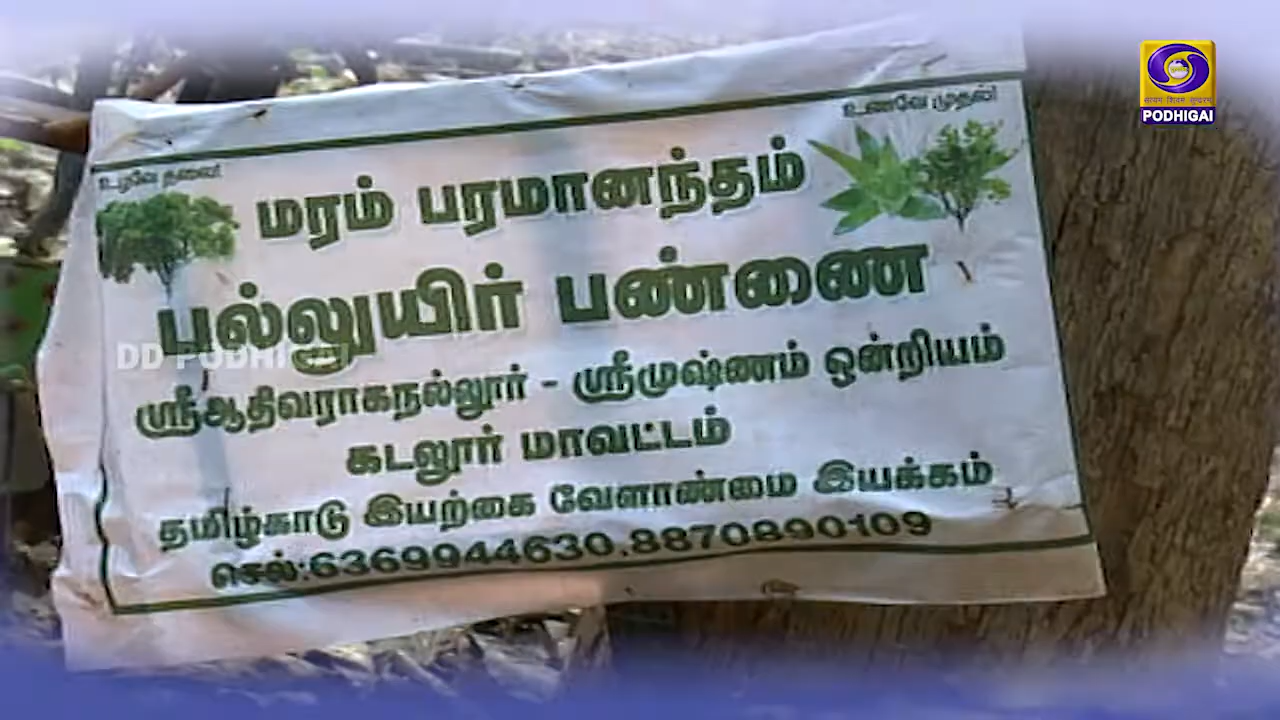 உழவே தலை!
உணவே முதல்!
மரம் பரமானந்தம்
பல்லுயிர் பண்ணை
ஸ்ரீஆதிவராகநல்லூர் - ஸ்ரீமுஷ்ணம் ஒன்றியம்
கடலூர் மாவட்டம்
தமிழ்காடு இயற்கை வேளாண்மை இயக்கம்
செல்:6369944630,8870890109
DD PODHIGAI
PODHIGAI